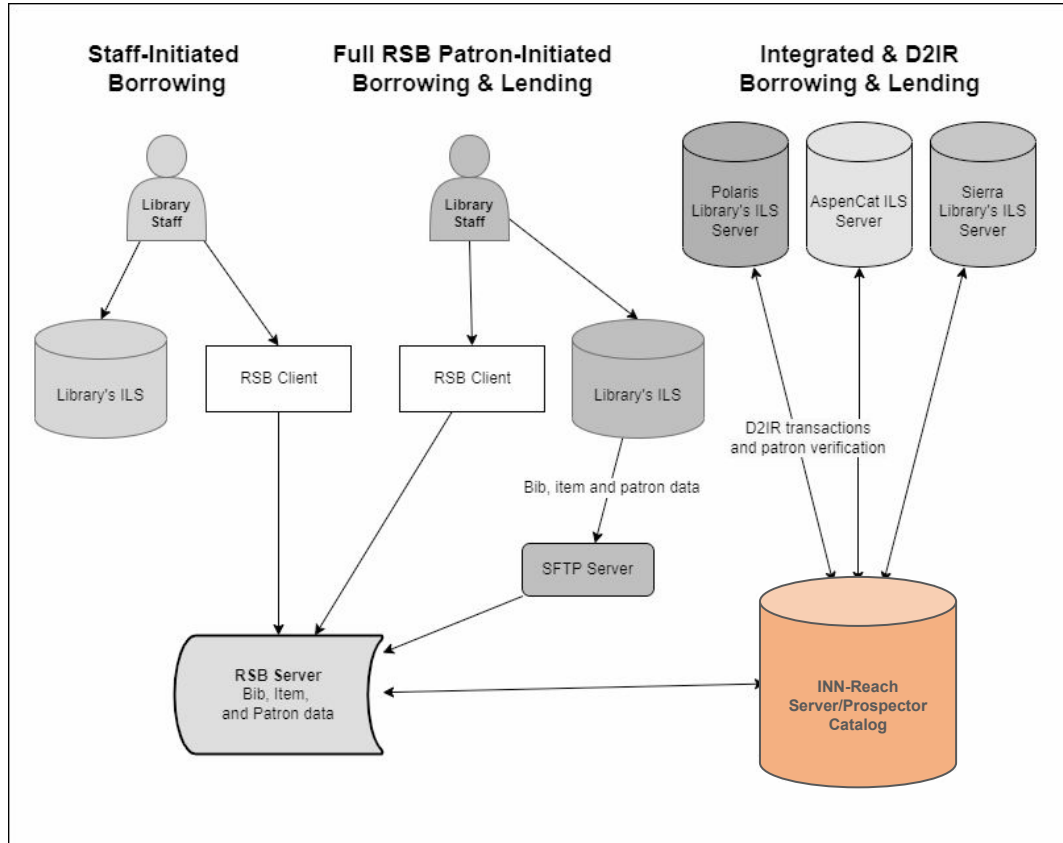 Staff-Initiated
Borrowing
Full RSB Patron-Initiated
Borrowing & Lending
Integrated & D2IR
Borrowing & Lending
Library
Staff
Library
Staff
Polaris
Library's ILS
Server
AspenCat ILS
Server
Sierra
Library's ILS
Server
Library's ILS
RSB Client
RSB Client
Library's ILS
D2IR transactions
and patron verification
Bib, item and patron data
SFTP Server
RSB Server
Bib, Item,
and Patron data
INN-Reach
Server/Prospector
Catalog